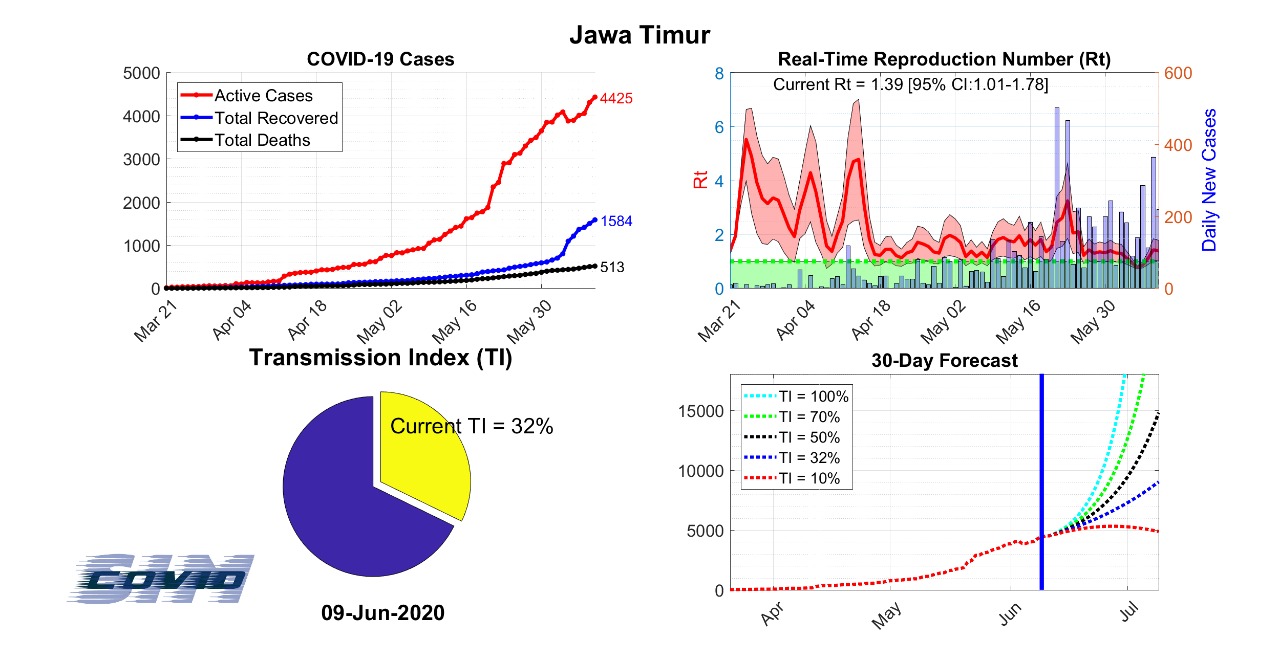 Jawa Timur
COVID-19 Cases
5000
4000
3000
2000
1000
0
Active Cases
Total Recovered
Total Deaths
4425
1584
513
Mar 21
Apr 04
Apr 18
May 02
May 16
May 30
Real-Time Reproduction Number (Rt)
Current Rt = 1.39 [95% CI:1.01-1.78]
Rt
8
6
4
2
0
600
400
200
0
Daily New Cases
Mar 21
Apr 04
Apr 18
May 02
May 16
May 30
Transmission Index (TI)
Current TI = 32%
09-Jun-2020
SIM
COVID
30-Day Forecast
TI = 100%
TI = 70%
TI = 50%
TI = 32%
TI = 10%
15000
10000
5000
0
Apr
May
Jun
Jul